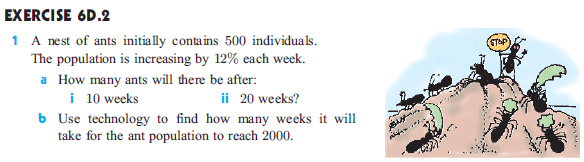 EXERCISE 6D.2
1 A nest of ants initially contains 500 individuals.
The population is increasing by 12% each week.
a How many ants will there be after:
i 10 weeks ii 20 weeks?
b Use technology to find how many weeks it will
take for the ant population to reach 2000.
STOP